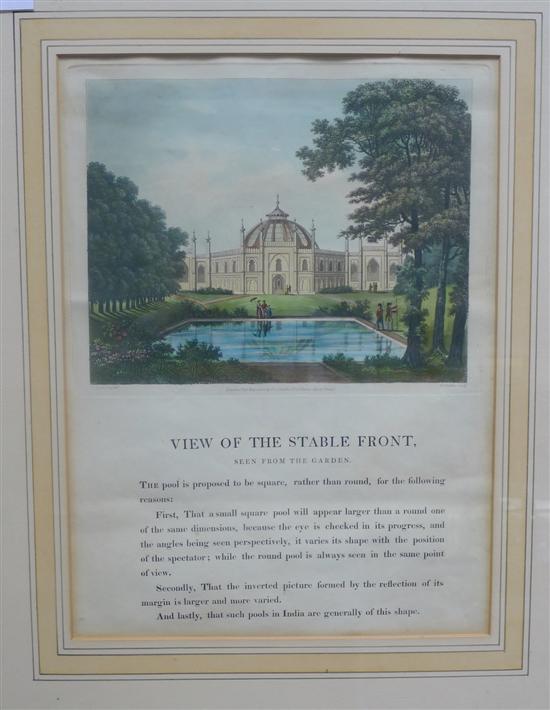 VIEW OF THE STABLE FRONT,
SEEN FROM THE GARDEN.
THE pool is proposed to be square, rather than round, for the following
reasons:
First, That a small square pool will appear larger than a round one
of the same dimensions, because the eye is checked in its progress, and
the angles being seen perspectively, it varies its shape with the position
of the spectator; while the round pool is always seen in the same point
of view.
Secondly, That the inverted picture formed by the reflection of its
margin is larger and more varied.
And lastly, that such pools in India are generally of this shape.